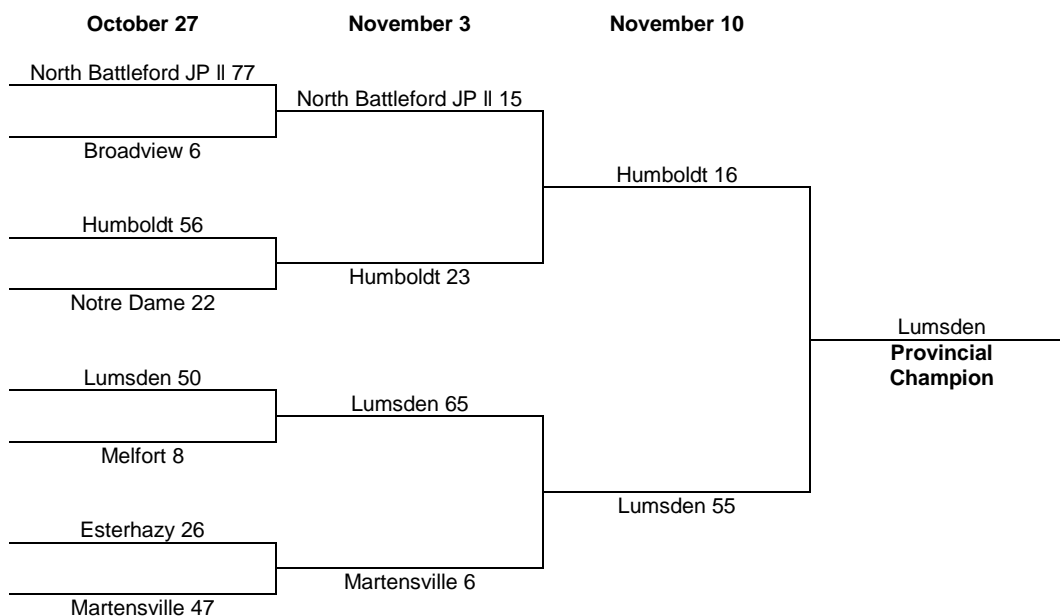 October 27
November 3
November 10
North Battleford JP ll 77
North Battleford JP ll 15
Broadview 6
Humboldt 16
Humboldt 56
Humboldt 23
Notre Dame 22
Lumsden
Provincial
Champion
Lumsden 50
Lumsden 65
Melfort 8
Lumsden 55
Esterhazy 26
Martensville 6
Martensville 47